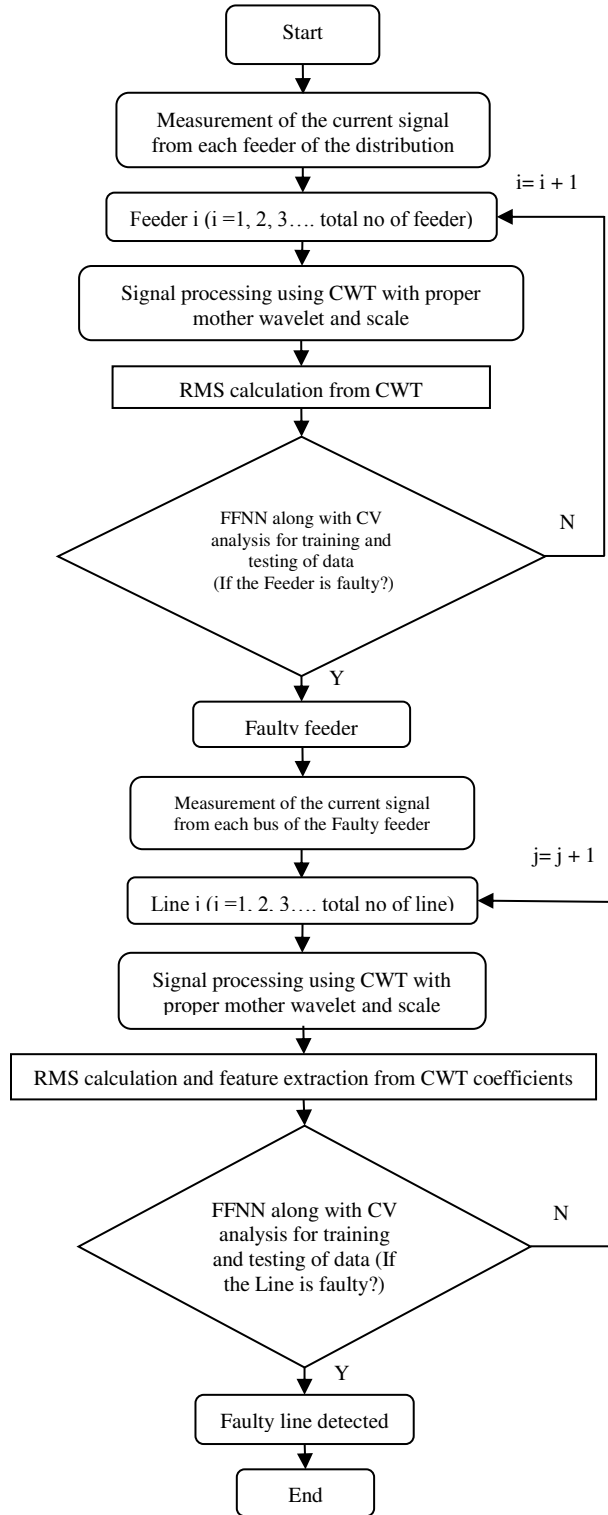 Start
Measurement of the current signal
from each feeder of the distribution
i= i + 1
Feeder i (i =1, 2, 3…. total no of feeder)
Signal processing using CWT with proper
mother wavelet and scale
RMS calculation from CWT
FFNN along with CV
analysis for training and
testing of data
(If the Feeder is faulty?)
N
Y
Faulty feeder
Measurement of the current signal
from each bus of the Faulty feeder
j= j + 1
Line j (j =1, 2, 3…. total no of line)
Signal processing using CWT with
proper mother wavelet and scale
RMS calculation and feature extraction from CWT coefficients
FFNN along with CV
analysis for training
and testing of data (If
the Line is faulty?)
N
Y
Faulty line detected
End